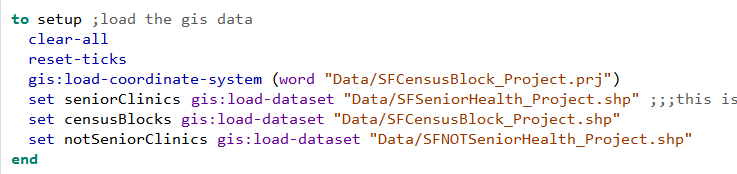 to setup ;load the gis data
clear-all
reset-ticks
gis:load-coordinate-system (word "Data/SFCensusBlock_Project.prj")
set seniorClinics gis:load-dataset "Data/SFSeniorHealth_Project.shp" ;;;this is
set censusBlocks gis:load-dataset "Data/SFCensusBlock_Project.shp"
set notSeniorClinics gis:load-dataset "Data/SFNOTSeniorHealth_Project.shp"
end